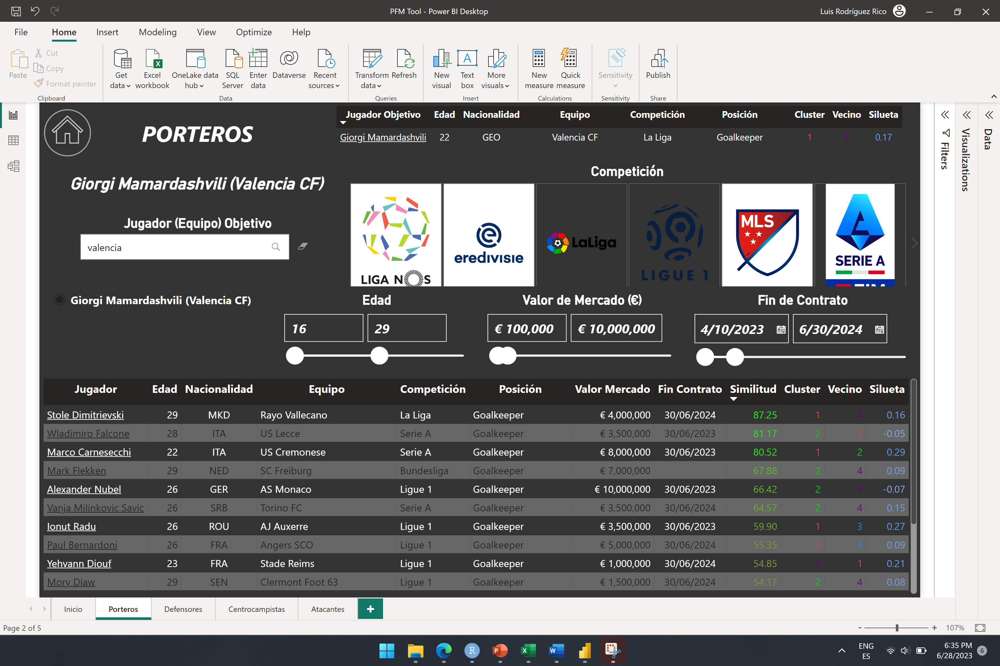 PFM Tool - Power BI Desktop
Luis Rodríguez Rico
File Home Insert Modeling View Optimize Help
Paste
Cut
Copy
Format painter
Clipboard
Get data
Excel workbook
OneLake data hub
SQL Server
Enter data
Dataverse
Recent sources
Data
Transform data
Refresh
Queries
New visual
A
Text box
More visuals
Insert
New measure
Quick measure
Calculations
Sensitivity
Sensitivity
Publish
Share
PORTEROS
Jugador Objetivo Edad Nacionalidad Equipo Competición Posición Cluster Vecino Silueta
Giorgi Mamardashvili 22 GEO Valencia CF La Liga Goalkeeper 1 4 0.17
Filters
Visualizations
Data
Giorgi Mamardashvili (Valencia CF)
Competición
LIGA NOS
eredivisie
LaLiga
LIGUE 1
MLS
SERIE A
Jugador (Equipo) Objetivo
valencia
Giorgi Mamardashvili (Valencia CF)
Edad
16 29
Valor de Mercado (€)
€ 100,000 € 10,000,000
Fin de Contrato
4/10/2023 6/30/2024
Jugador Edad Nacionalidad Equipo Competición Posición Valor Mercado Fin Contrato Similitud Cluster Vecino Silueta
Stole Dimitrievski 29 MKD Rayo Vallecano La Liga Goalkeeper € 4,000,000 30/06/2024 87.25 1 4 0.16
Wladimiro Falcone 28 ITA US Lecce Serie A Goalkeeper € 3,500,000 30/06/2023 81.17 2 1 -0.05
Marco Carnesecchi 22 ITA US Cremonese Serie A Goalkeeper € 8,000,000 30/06/2023 80.52 1 2 0.29
Mark Flekken 29 NED SC Freiburg Bundesliga Goalkeeper € 7,000,000 67.88 2 4 0.09
Alexander Nubel 26 GER AS Monaco Ligue 1 Goalkeeper € 10,000,000 30/06/2023 66.42 2 4 -0.07
Vanja Milinkovic Savic 26 SRB Torino FC Serie A Goalkeeper € 3,500,000 30/06/2024 64.57 2 4 0.15
Ionut Radu 26 ROU AJ Auxerre Ligue 1 Goalkeeper € 3,500,000 30/06/2023 59.90 1 3 0.27
Paul Bernardoni 26 FRA Angers SCO Ligue 1 Goalkeeper € 5,000,000 30/06/2024 55.35 1 3 0.09
Yehvann Diouf 23 FRA Stade Reims Ligue 1 Goalkeeper € 1,000,000 30/06/2024 54.85 4 1 0.21
Mory Diaw 29 SEN Clermont Foot 63 Ligue 1 Goalkeeper € 1,500,000 30/06/2024 54.17 2 4 0.08
Inicio Porteros Defensores Centrocampistas Atacantes +
Page 2 of 5
- + 107%
ENG
ES
6:35 PM
6/28/2023
6